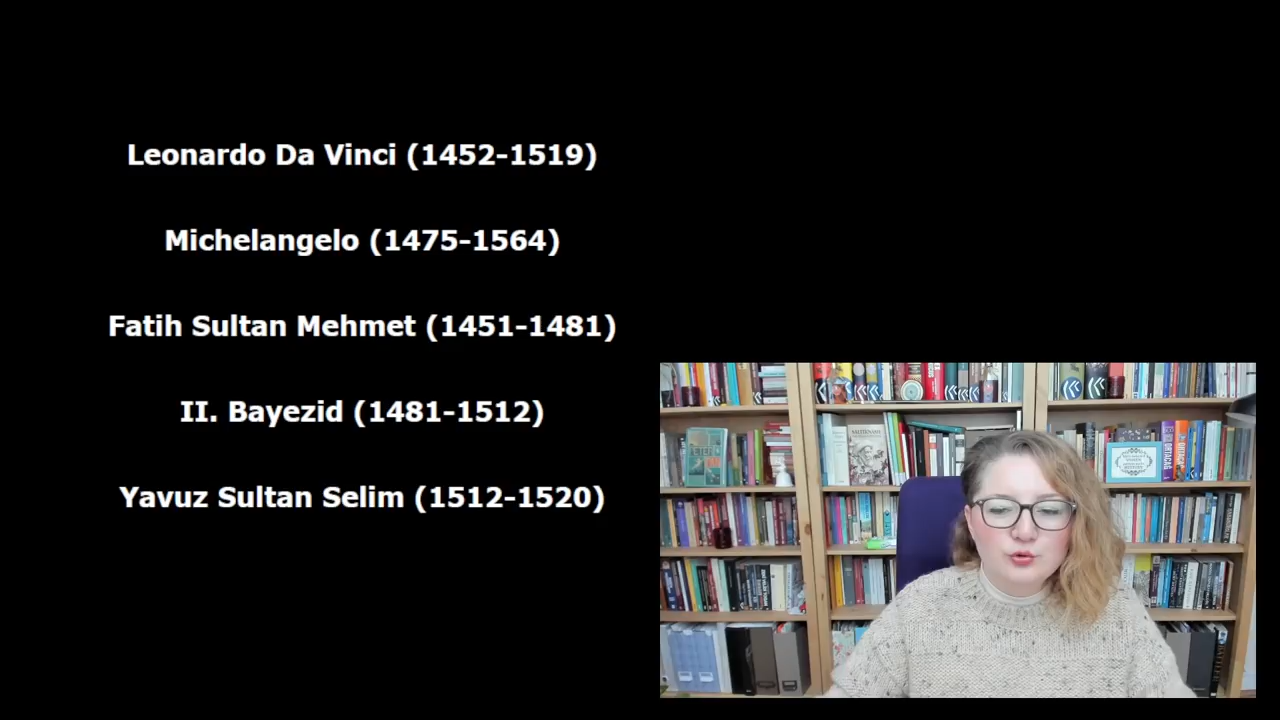 Leonardo Da Vinci (1452-1519)
Michelangelo (1475-1564)
Fatih Sultan Mehmet (1451-1481)
II. Bayezid (1481-1512)
Yavuz Sultan Selim (1512-1520)